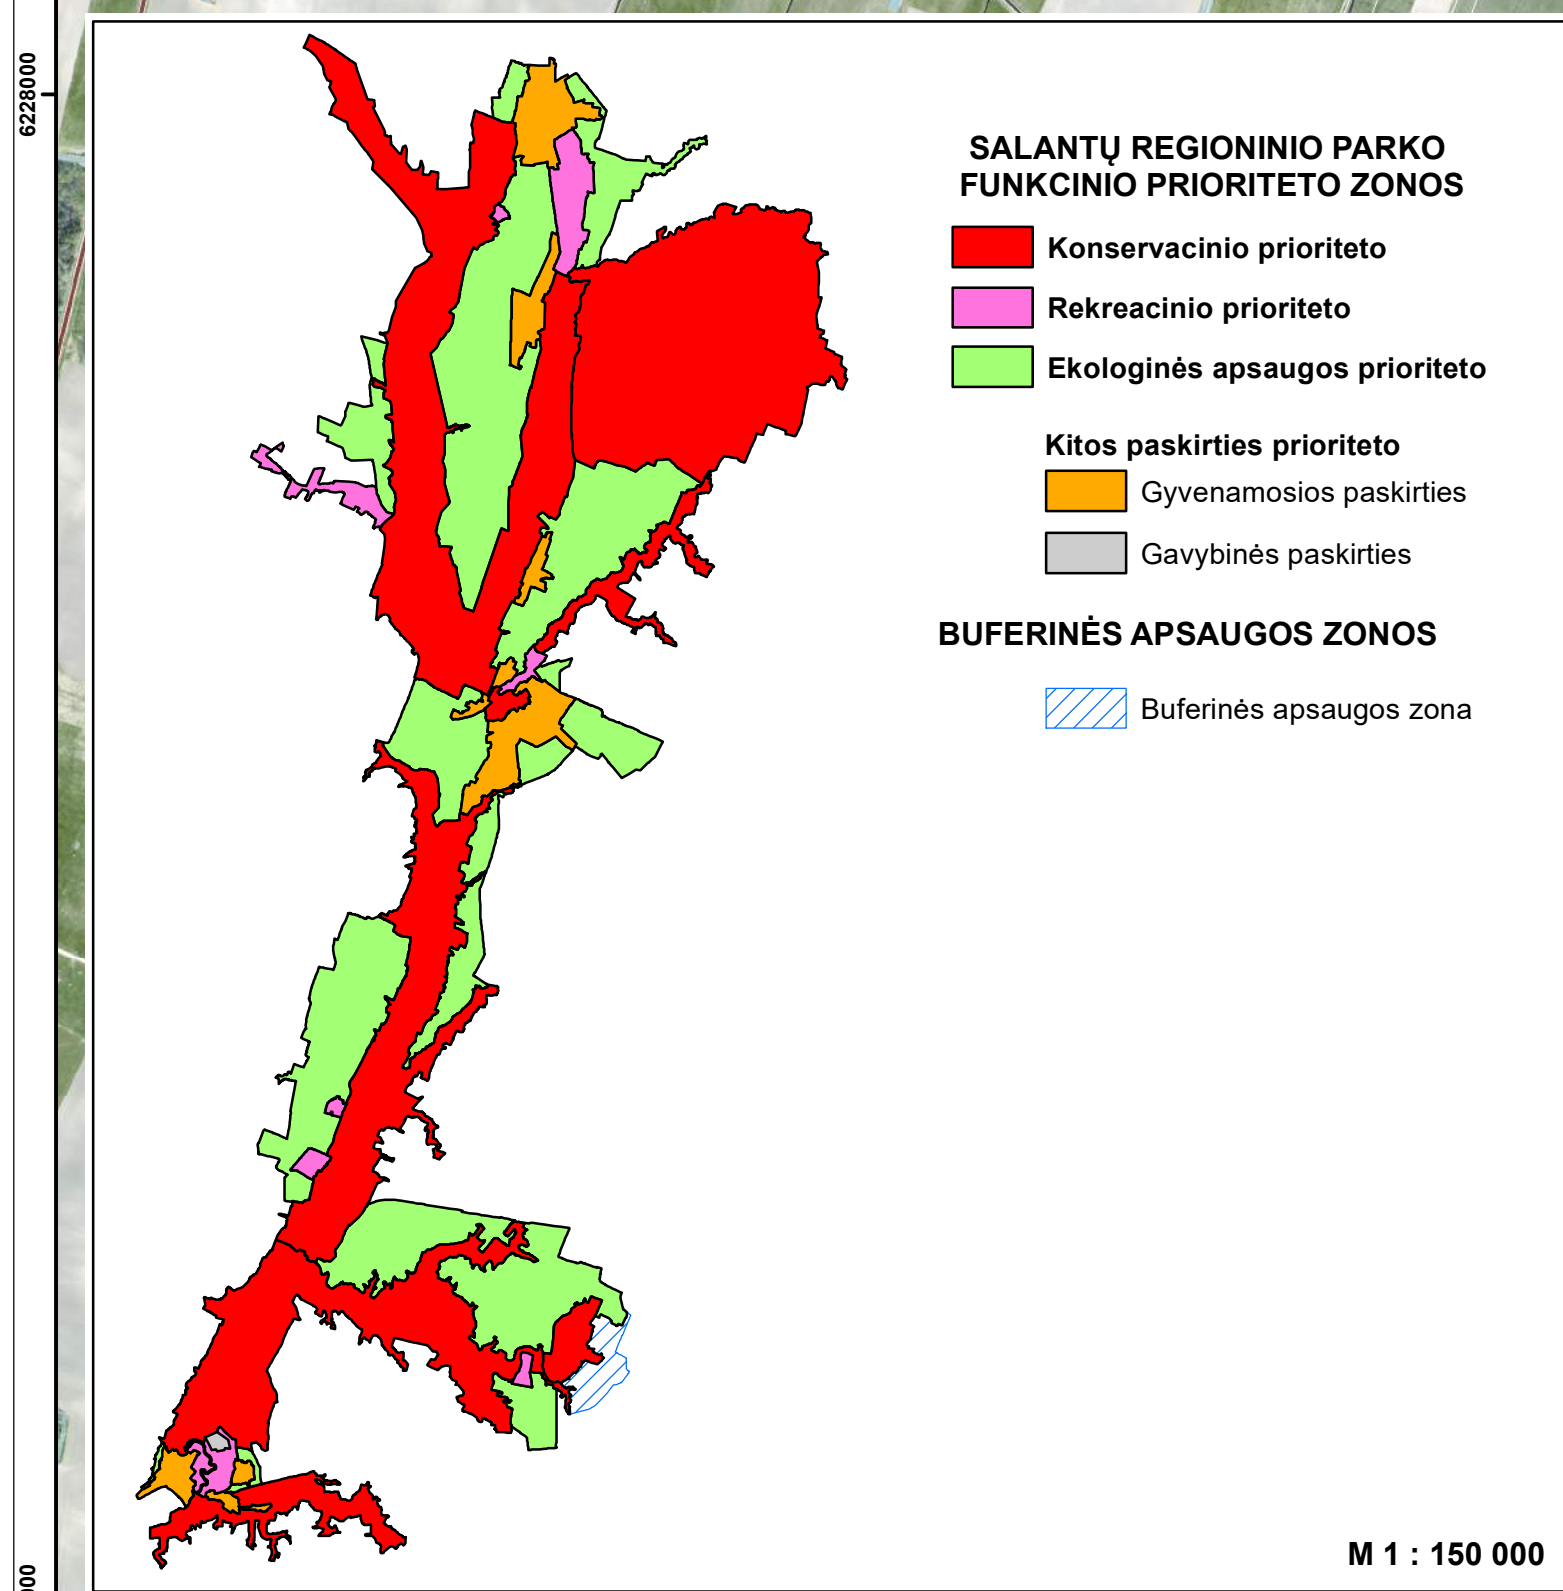 6228000
SALANTŲ REGIONINIO PARKO
FUNKCINIO PRIORITETO ZONOS
Konservacinio prioriteto
Rekreacinio prioriteto
Ekologinės apsaugos prioriteto
Kitos paskirties prioriteto
Gyvenamosios paskirties
Gavybinės paskirties
BUFERINĖS APSAUGOS ZONOS
Buferinės apsaugos zona
M 1 : 150 000